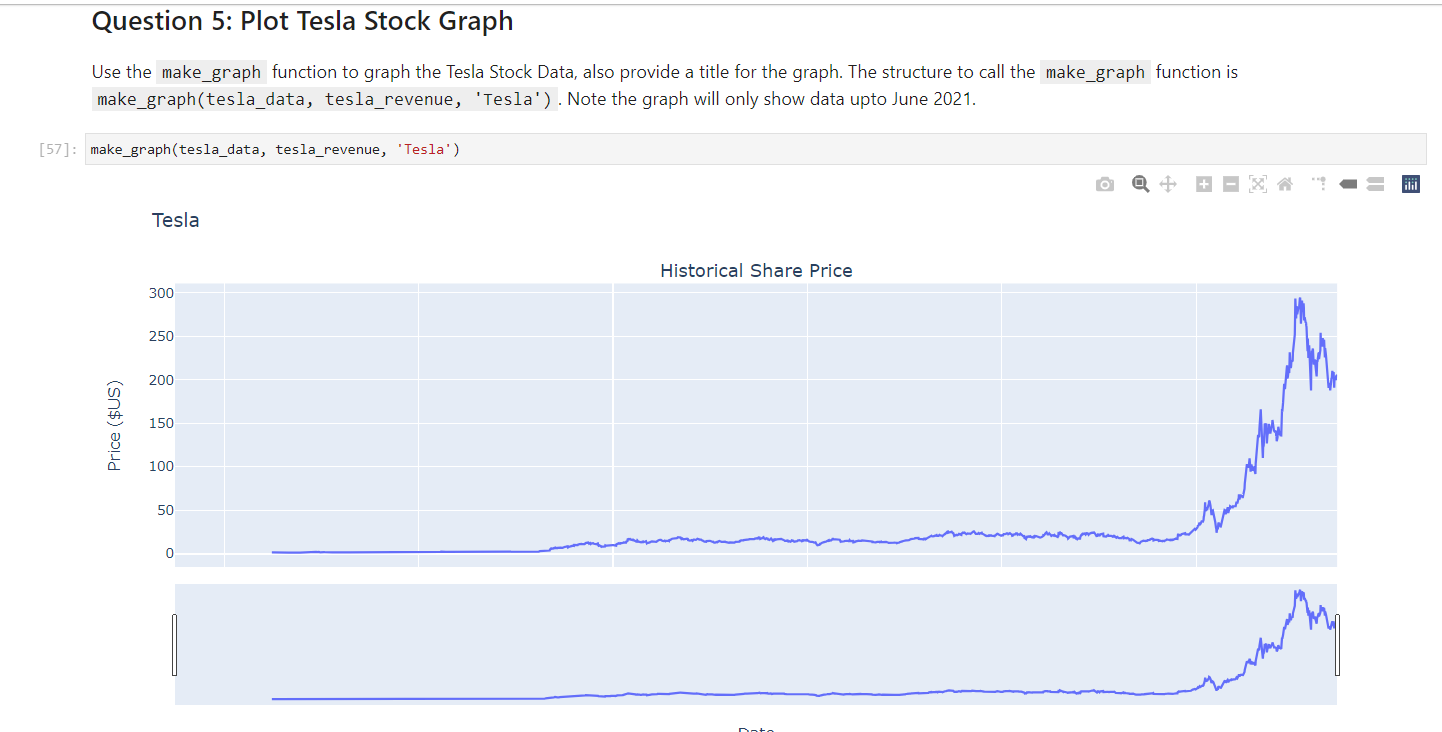 Question 5: Plot Tesla Stock Graph
Use the make_graph function to graph the Tesla Stock Data, also provide a title for the graph. The structure to call the make_graph function is
make_graph(tesla_data, tesla_revenue, 'Tesla'). Note the graph will only show data upto June 2021.
[57]: make_graph(tesla_data, tesla_revenue, 'Tesla')
Tesla
Historical Share Price
300
250
200
150
100
50
0
Price ($US)
Date